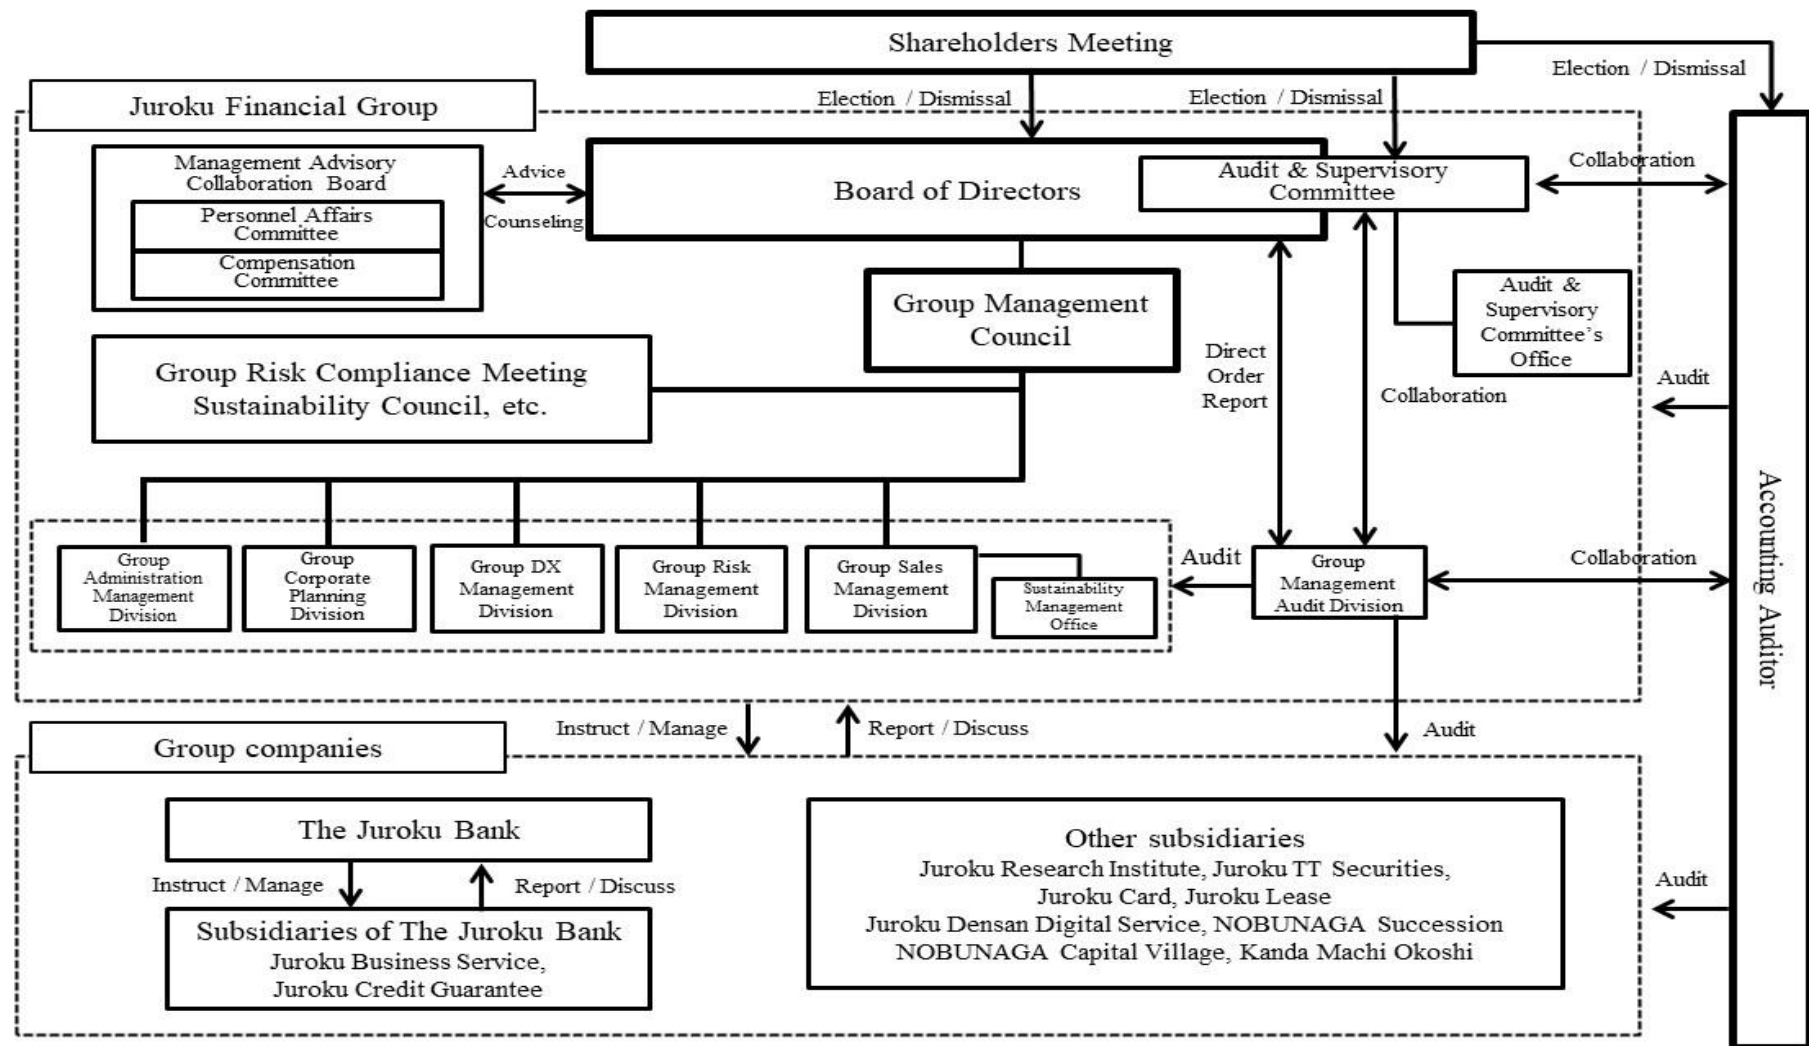 Shareholders Meeting
Election / Dismissal
Election / Dismissal
Election / Dismissal
Juroku Financial Group
Management Advisory
Collaboration Board
Personnel Affairs
Committee
Compensation
Committee
Advice
Counseling
Board of Directors
Audit & Supervisory
Committee
Collaboration
Group Management
Council
Audit &
Supervisory
Committee's
Office
Group Risk Compliance Meeting
Sustainability Council, etc.
Direct
Order
Report
Collaboration
Audit
Accounting Auditor
Group
Administration
Management
Division
Group
Corporate
Planning
Division
Group DX
Management
Division
Group Risk
Management
Division
Group Sales
Management
Division
Sustainability
Management
Office
Audit
Group
Management
Audit Division
Collaboration
Instruct / Manage
Report / Discuss
Audit
Group companies
The Juroku Bank
Instruct / Manage
Report / Discuss
Subsidiaries of The Juroku Bank
Juroku Business Service,
Juroku Credit Guarantee
Other subsidiaries
Juroku Research Institute, Juroku TT Securities,
Juroku Card, Juroku Lease
Juroku Densan Digital Service, NOBUNAGA Succession
NOBUNAGA Capital Village, Kanda Machi Okoshi
Audit